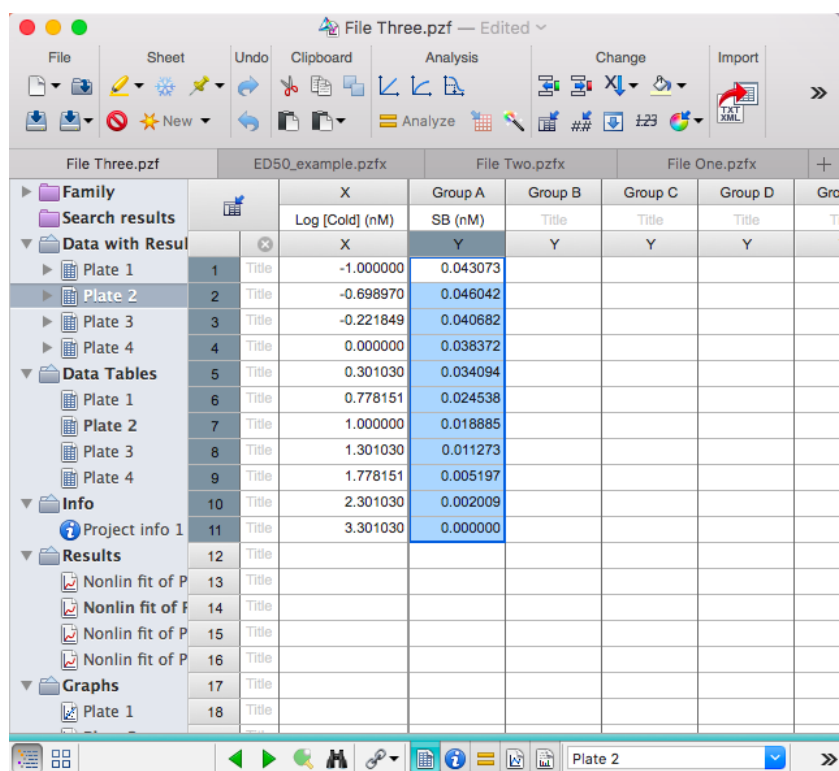 File Three.pzf — Edited
File Sheet Undo Clipboard Analysis Change Import
New Analyze ## 123 TXT XML
File Three.pzf ED50_example.pzfx File Two.pzfx File One.pzfx
Family
Search results
Data with Resul
Plate 1
Plate 2
Plate 3
Plate 4
Data Tables
Plate 1
Plate 2
Plate 3
Plate 4
Info
Project info 1
Results
Nonlin fit of P
Nonlin fit of P
Nonlin fit of P
Nonlin fit of P
Graphs
Plate 1
X Group A Group B Group C Group D Gro
Log [Cold] (nM) SB (nM) Title Title Title
X Y Y Y Y
1 Title -1.000000 0.043073
2 Title -0.698970 0.046042
3 Title -0.221849 0.040682
4 Title 0.000000 0.038372
5 Title 0.301030 0.034094
6 Title 0.778151 0.024538
7 Title 1.000000 0.018885
8 Title 1.301030 0.011273
9 Title 1.778151 0.005197
10 Title 2.301030 0.002009
11 Title 3.301030 0.000000
12 Title
13 Title
14 Title
15 Title
16 Title
17 Title
18 Title
Plate 2